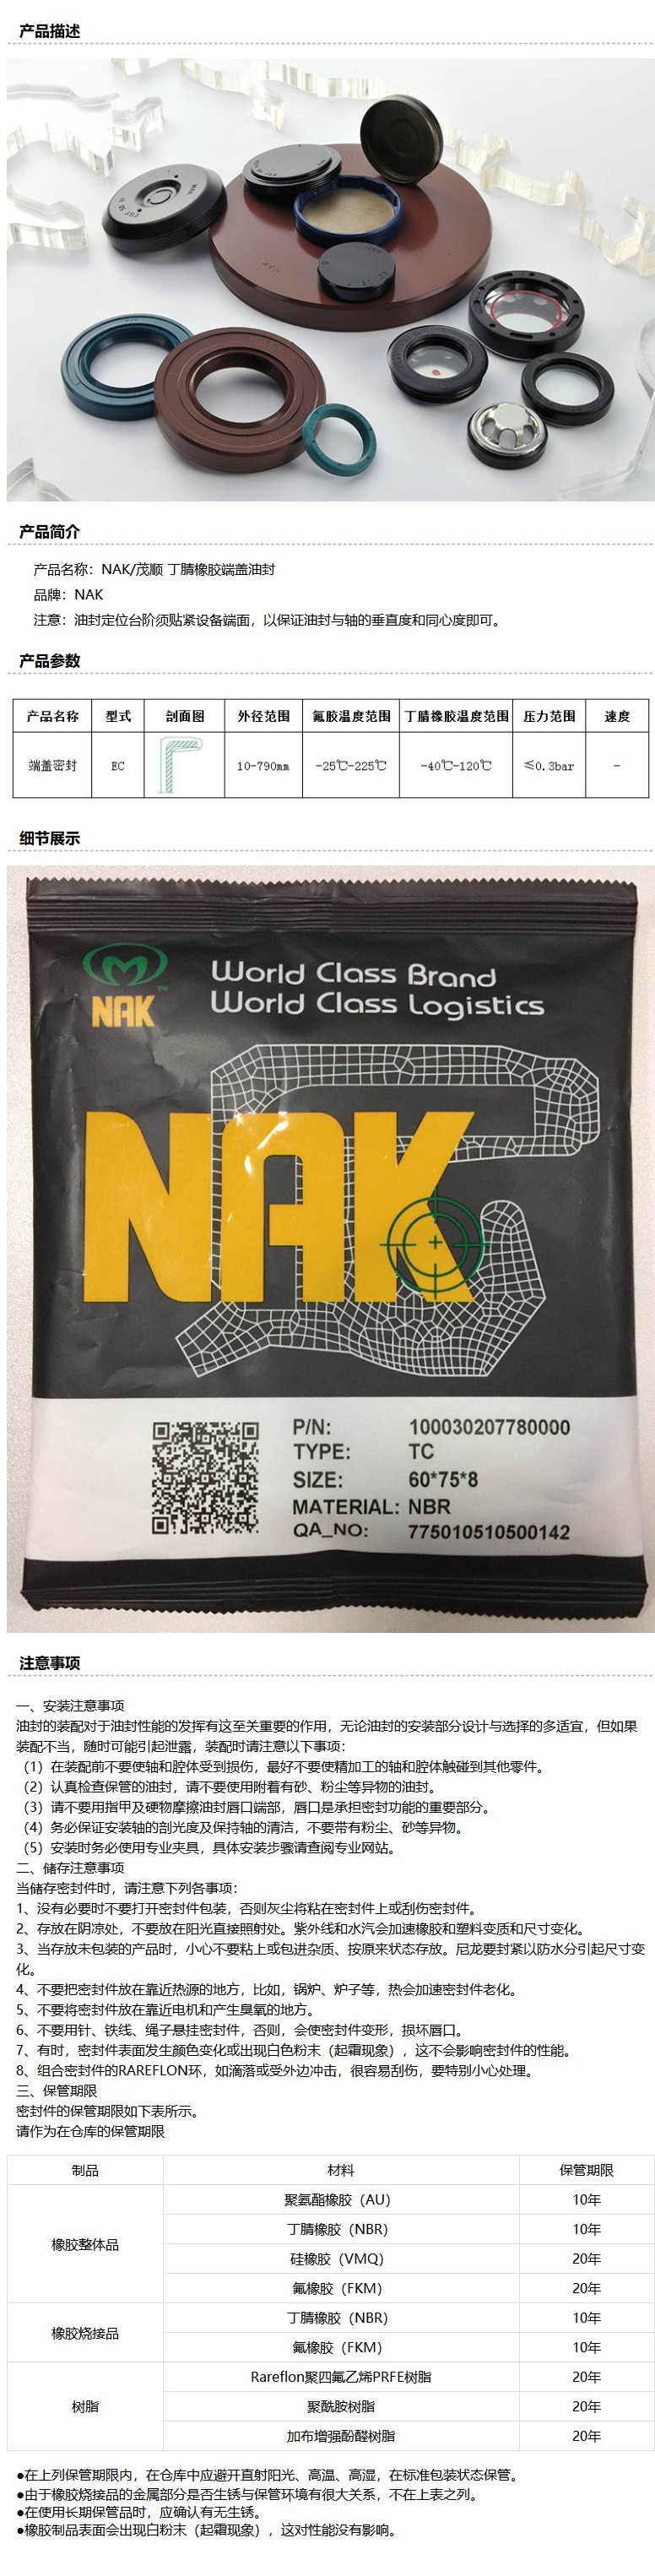 产品描述
产品简介
产品名称：NAK/茂顺 丁腈橡胶端盖油封
品牌：NAK
注意：油封定位台阶须贴紧设备端面，以保证油封与轴的垂直度和同心度即可。
产品参数
产品名称 型式 剖面图 外径范围 氟胶温度范围 丁腈橡胶温度范围 压力范围 速度
端盖密封 EC 10-790mm -25℃-225℃ -40℃-120℃ ≤0.3bar -
细节展示
NAK TM
World Class Brand
World Class Logistics
NAK
P/N: 100030207780000
TYPE: TC
SIZE: 60*75*8
MATERIAL: NBR
QA_NO: 775010510500142
注意事项
一、安装注意事项
油封的装配对于油封性能的发挥有这至关重要的作用，无论油封的安装部分设计与选择的多适宜，但如果
装配不当，随时可能引起泄露，装配时请注意以下事项：
（1）在装配前不要使轴和腔体受到损伤，最好不要使精加工的轴和腔体触碰到其他零件。
（2）认真检查保管的油封，请不要使用附着有砂、粉尘等异物的油封。
（3）请不要用指甲及硬物摩擦油封唇口端部，唇口是承担密封功能的重要部分。
（4）务必保证安装轴的剖光度及保持轴的清洁，不要带有粉尘、砂等异物。
（5）安装时务必使用专业夹具，具体安装步骤请查阅专业网站。
二、储存注意事项
当储存密封件时，请注意下列各事项：
1、没有必要时不要打开密封件包装，否则灰尘将粘在密封件上或刮伤密封件。
2、存放在阴凉处，不要放在阳光直接照射处。紫外线和水汽会加速橡胶和塑料变质和尺寸变化。
3、当存放未包装的产品时，小心不要粘上或包进杂质、按原来状态存放。尼龙要封紧以防水分引起尺寸变
化。
4、不要把密封件放在靠近热源的地方，比如，锅炉、炉子等，热会加速密封件老化。
5、不要将密封件放在靠近电机和产生臭氧的地方。
6、不要用针、铁线、绳子悬挂密封件，否则，会使密封件变形，损坏唇口。
7、有时，密封件表面发生颜色变化或出现白色粉末（起霜现象），这不会影响密封件的性能。
8、组合密封件的RAREFLON环，如滴落或受外边冲击，很容易刮伤，要特别小心处理。
三、保管期限
密封件的保管期限如下表所示。
请作为在仓库的保管期限
制品 材料 保管期限
橡胶整体品 聚氨酯橡胶（AU） 10年
丁腈橡胶（NBR） 10年
硅橡胶（VMQ） 20年
氟橡胶（FKM） 20年
橡胶烧接品 丁腈橡胶（NBR） 10年
氟橡胶（FKM） 10年
树脂 Rareflon聚四氟乙烯PRFE树脂 20年
聚酰胺树脂 20年
加布增强酚醛树脂 20年
●在上列保管期限内，在仓库中应避开直射阳光、高温、高湿，在标准包装状态保管。
●由于橡胶烧接品的金属部分是否生锈与保管环境有很大关系，不在上表之列。
●在使用长期保管品时，应确认有无生锈。
●橡胶制品表面会出现白粉末（起霜现象），这对性能没有影响。